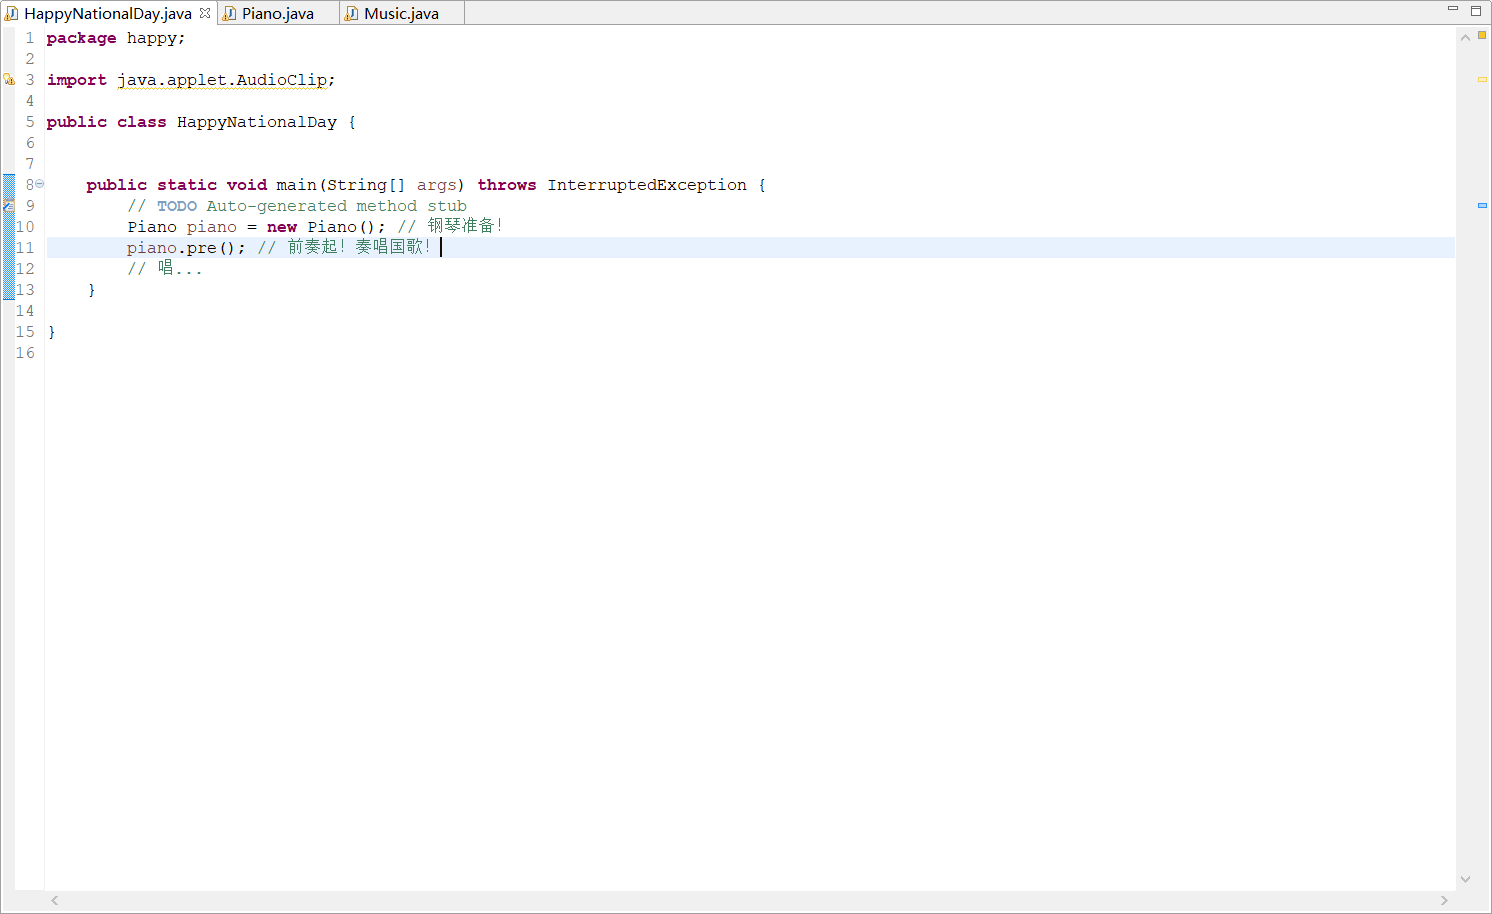 HappyNationalDay.java Piano.java Music.java
1 package happy;
2
3 import java.applet.AudioClip;
4
5 public class HappyNationalDay {
6
7
8 public static void main(String[] args) throws InterruptedException {
9 // TODO Auto-generated method stub
10 Piano piano = new Piano(); // 钢琴准备!
11 piano.pre(); // 前奏起! 奏唱国歌!
12 // 唱...
13 }
14
15 }
16